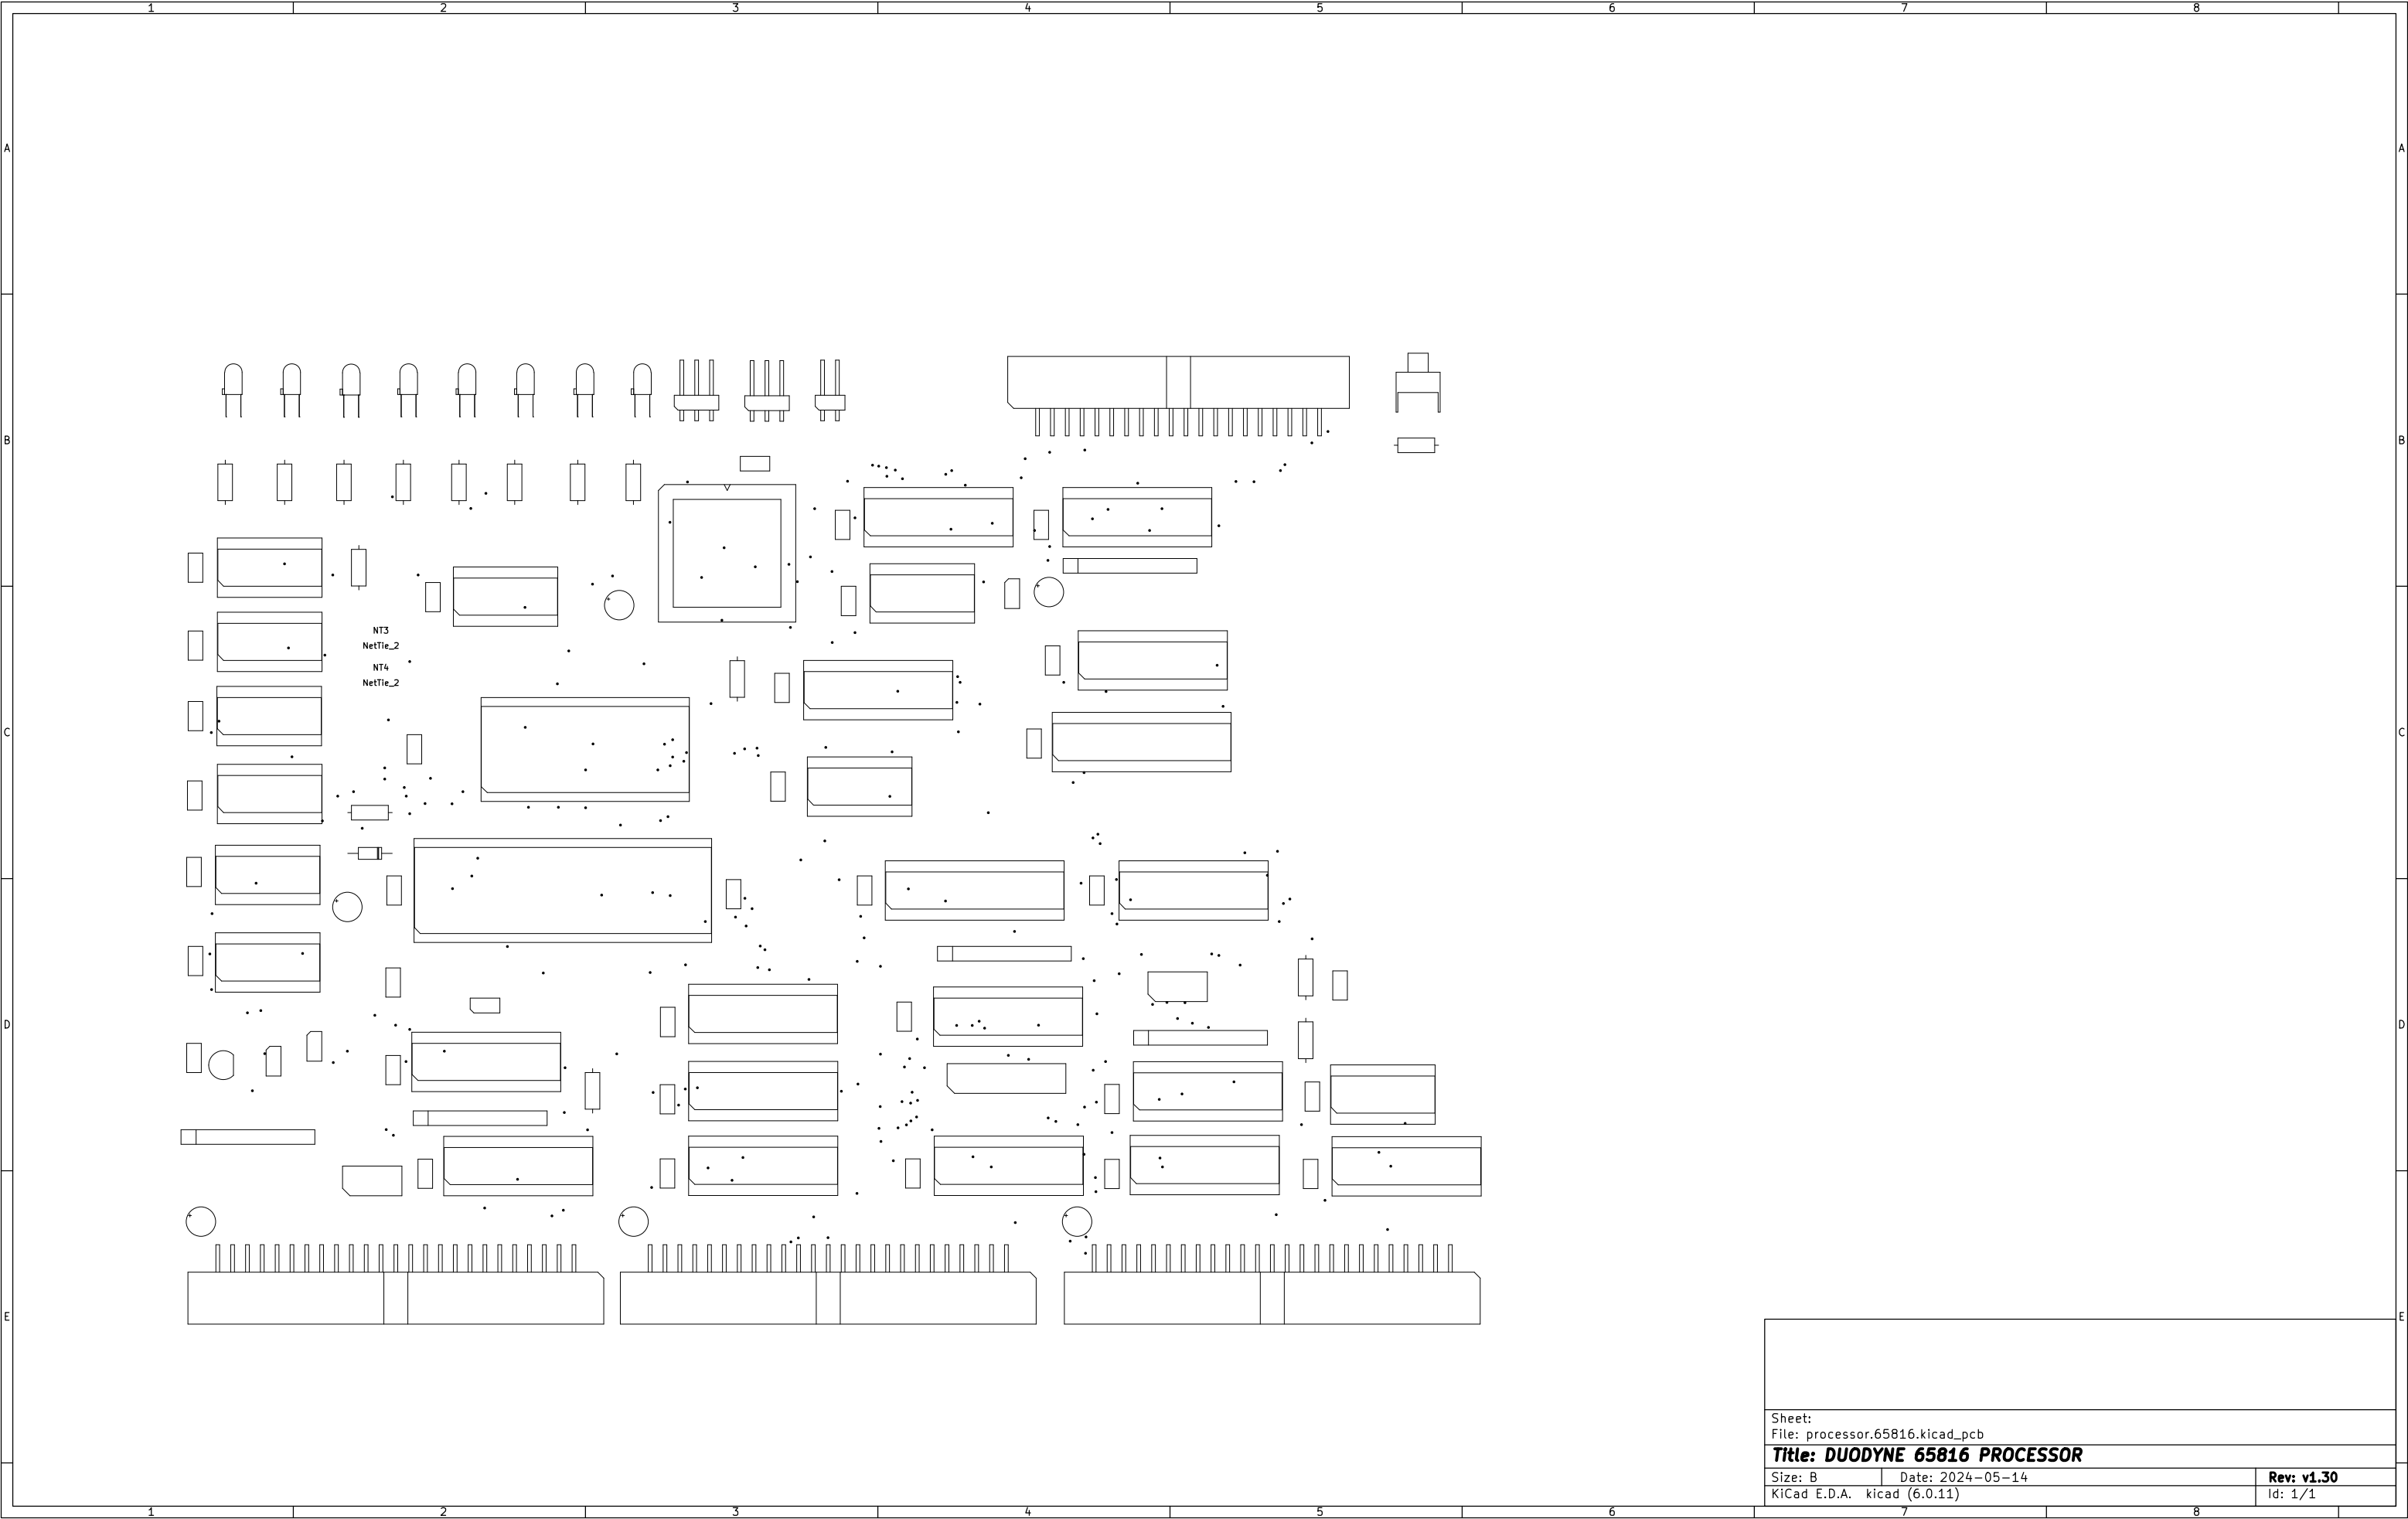 1 2 3 4 5 6 7 8
A A
B B
NT3
NetTie_2
NT4
NetTie_2
C C
D D
E E
Sheet:
File: processor.65816.kicad_pcb
Title: DUODYNE 65816 PROCESSOR
Size: B Date: 2024-05-14 Rev: v1.30
KiCad E.D.A. kicad (6.0.11) Id: 1/1
1 2 3 4 5 6 7 8